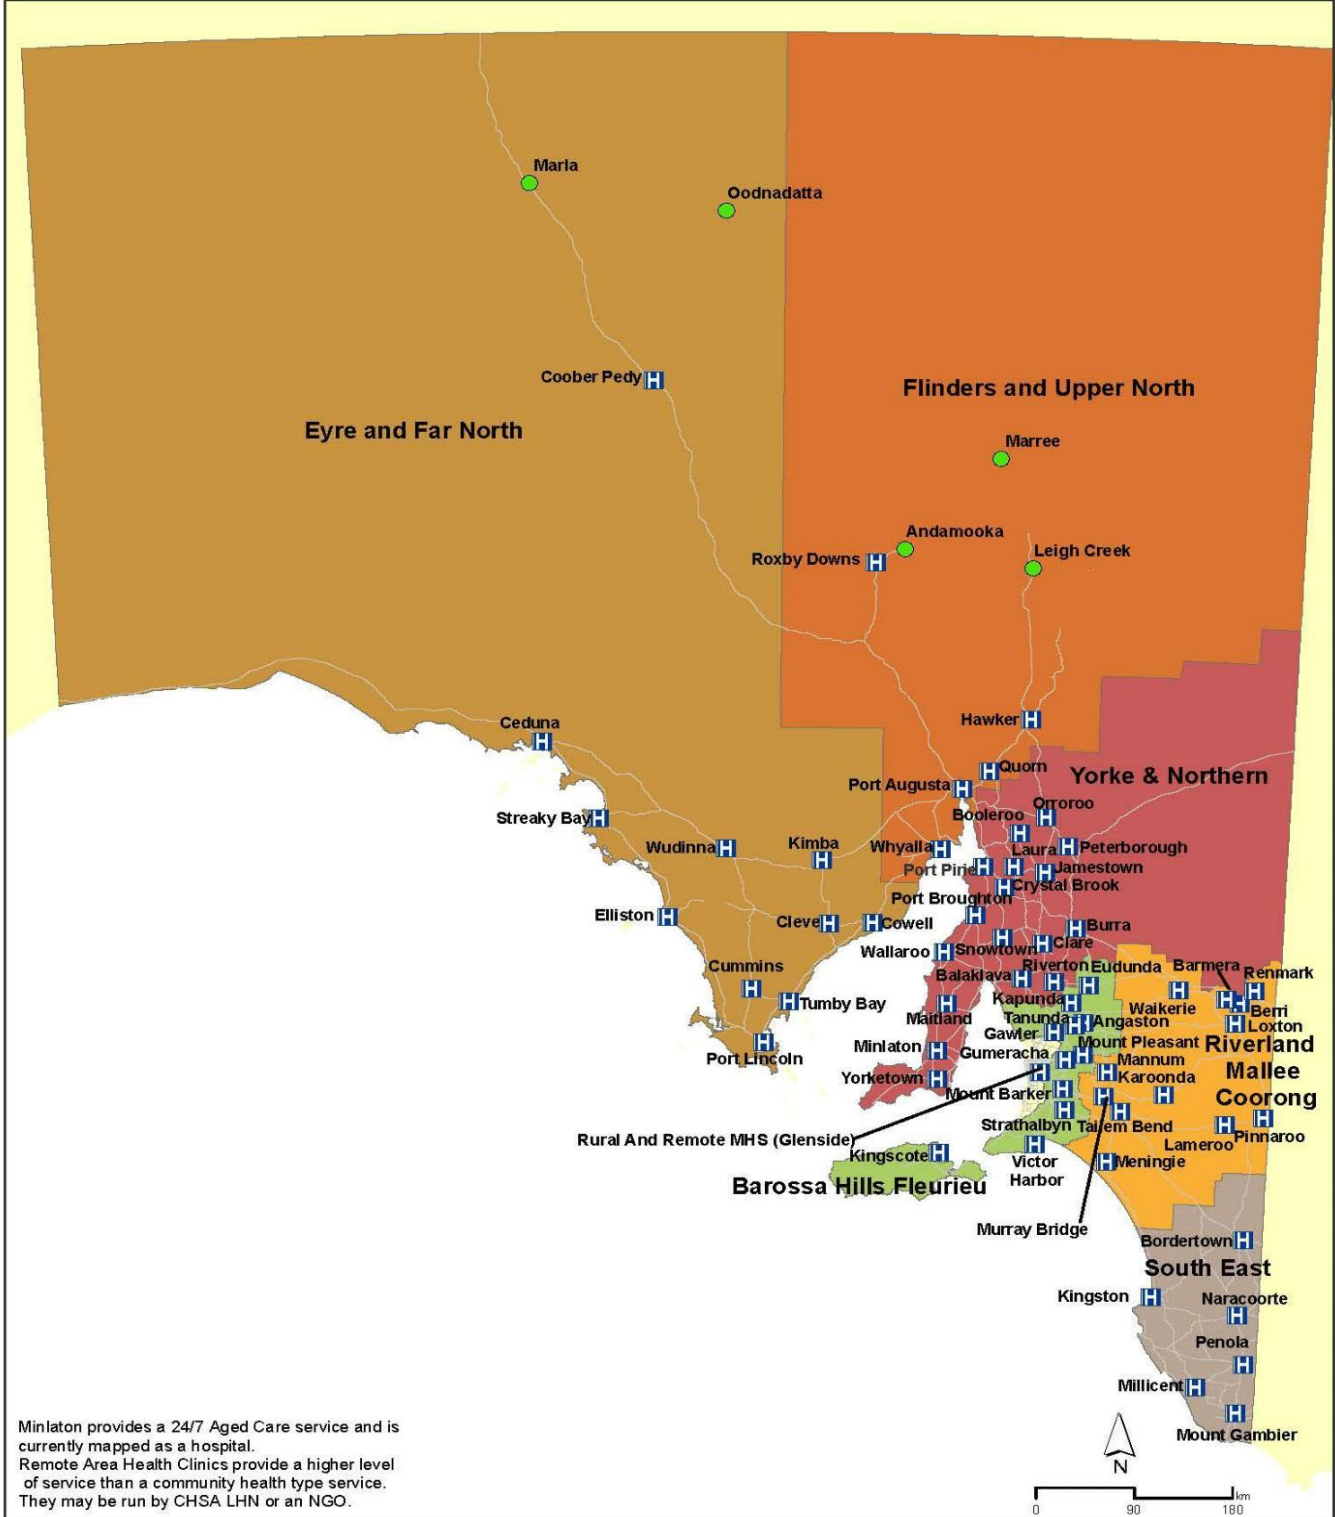 Marla
Oodnadatta
Coober Pedy
Flinders and Upper North
Eyre and Far North
Marree
Andamooka
Roxby Downs
Leigh Creek
Hawker
Ceduna
Quorn
Yorke & Northern
Port Augusta
Orroroo
Booleroo
Streaky Bay
Wudinna
Kimba
Whyalla
Laura
Peterborough
Port Pirie
Jamestown
Crystal Brook
Port Broughton
Elliston
Cleve
Cowell
Burra
Wallaroo
Snowtown
Clare
Cummins
Balaklava
Riverton
Eudunda
Barmera
Renmark
Tumby Bay
Kapunda
Waikerie
Berri
Maitland
Tanunda
Angaston
Loxton
Gawler
Port Lincoln
Minlaton
Gumeracha
Mount Pleasant
Riverland
Mallee
Coorong
Mannum
Yorketown
Karoonda
Mount Barker
Strathalbyn
Tailem Bend
Rural And Remote MHS (Glenside)
Lameroo
Pinnaroo
Kingscote
Victor
Harbor
Meningie
Barossa Hills Fleurieu
Murray Bridge
Bordertown
South East
Kingston
Naracoorte
Penola
Millicent
Mount Gambier
Minlaton provides a 24/7 Aged Care service and is
currently mapped as a hospital.
Remote Area Health Clinics provide a higher level
of service than a community health type service.
They may be run by CHSA LHN or an NGO.
N
km
0 90 180